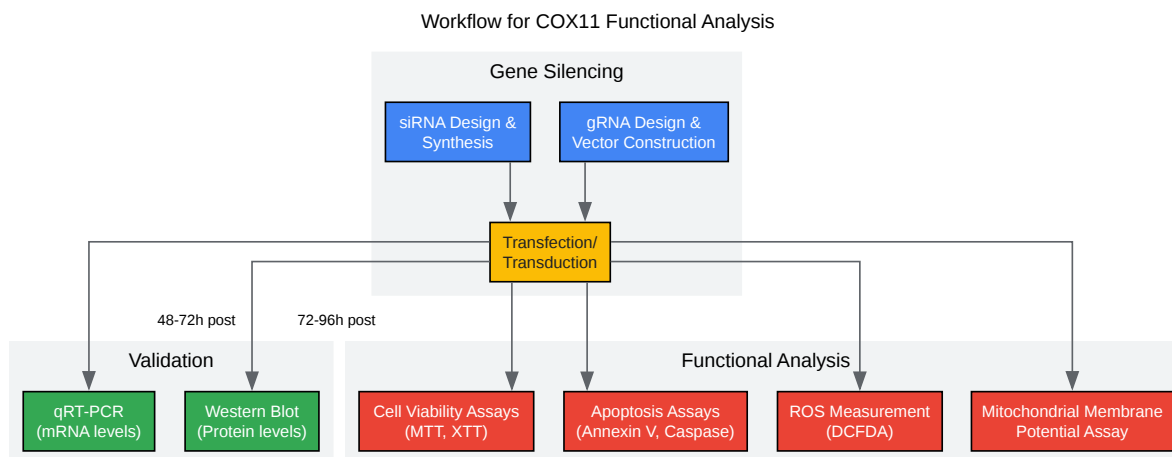 Workflow for COX11 Functional Analysis
Gene Silencing
siRNA Design &
Synthesis
gRNA Design &
Vector Construction
Transfection/
Transduction
48-72h post
72-96h post
Validation
Functional Analysis
qRT-PCR
(mRNA levels)
Western Blot
(Protein levels)
Cell Viability Assays
(MTT, XTT)
Apoptosis Assays
(Annexin V, Caspase)
ROS Measurement
(DCFDA)
Mitochondrial Membrane
Potential Assay